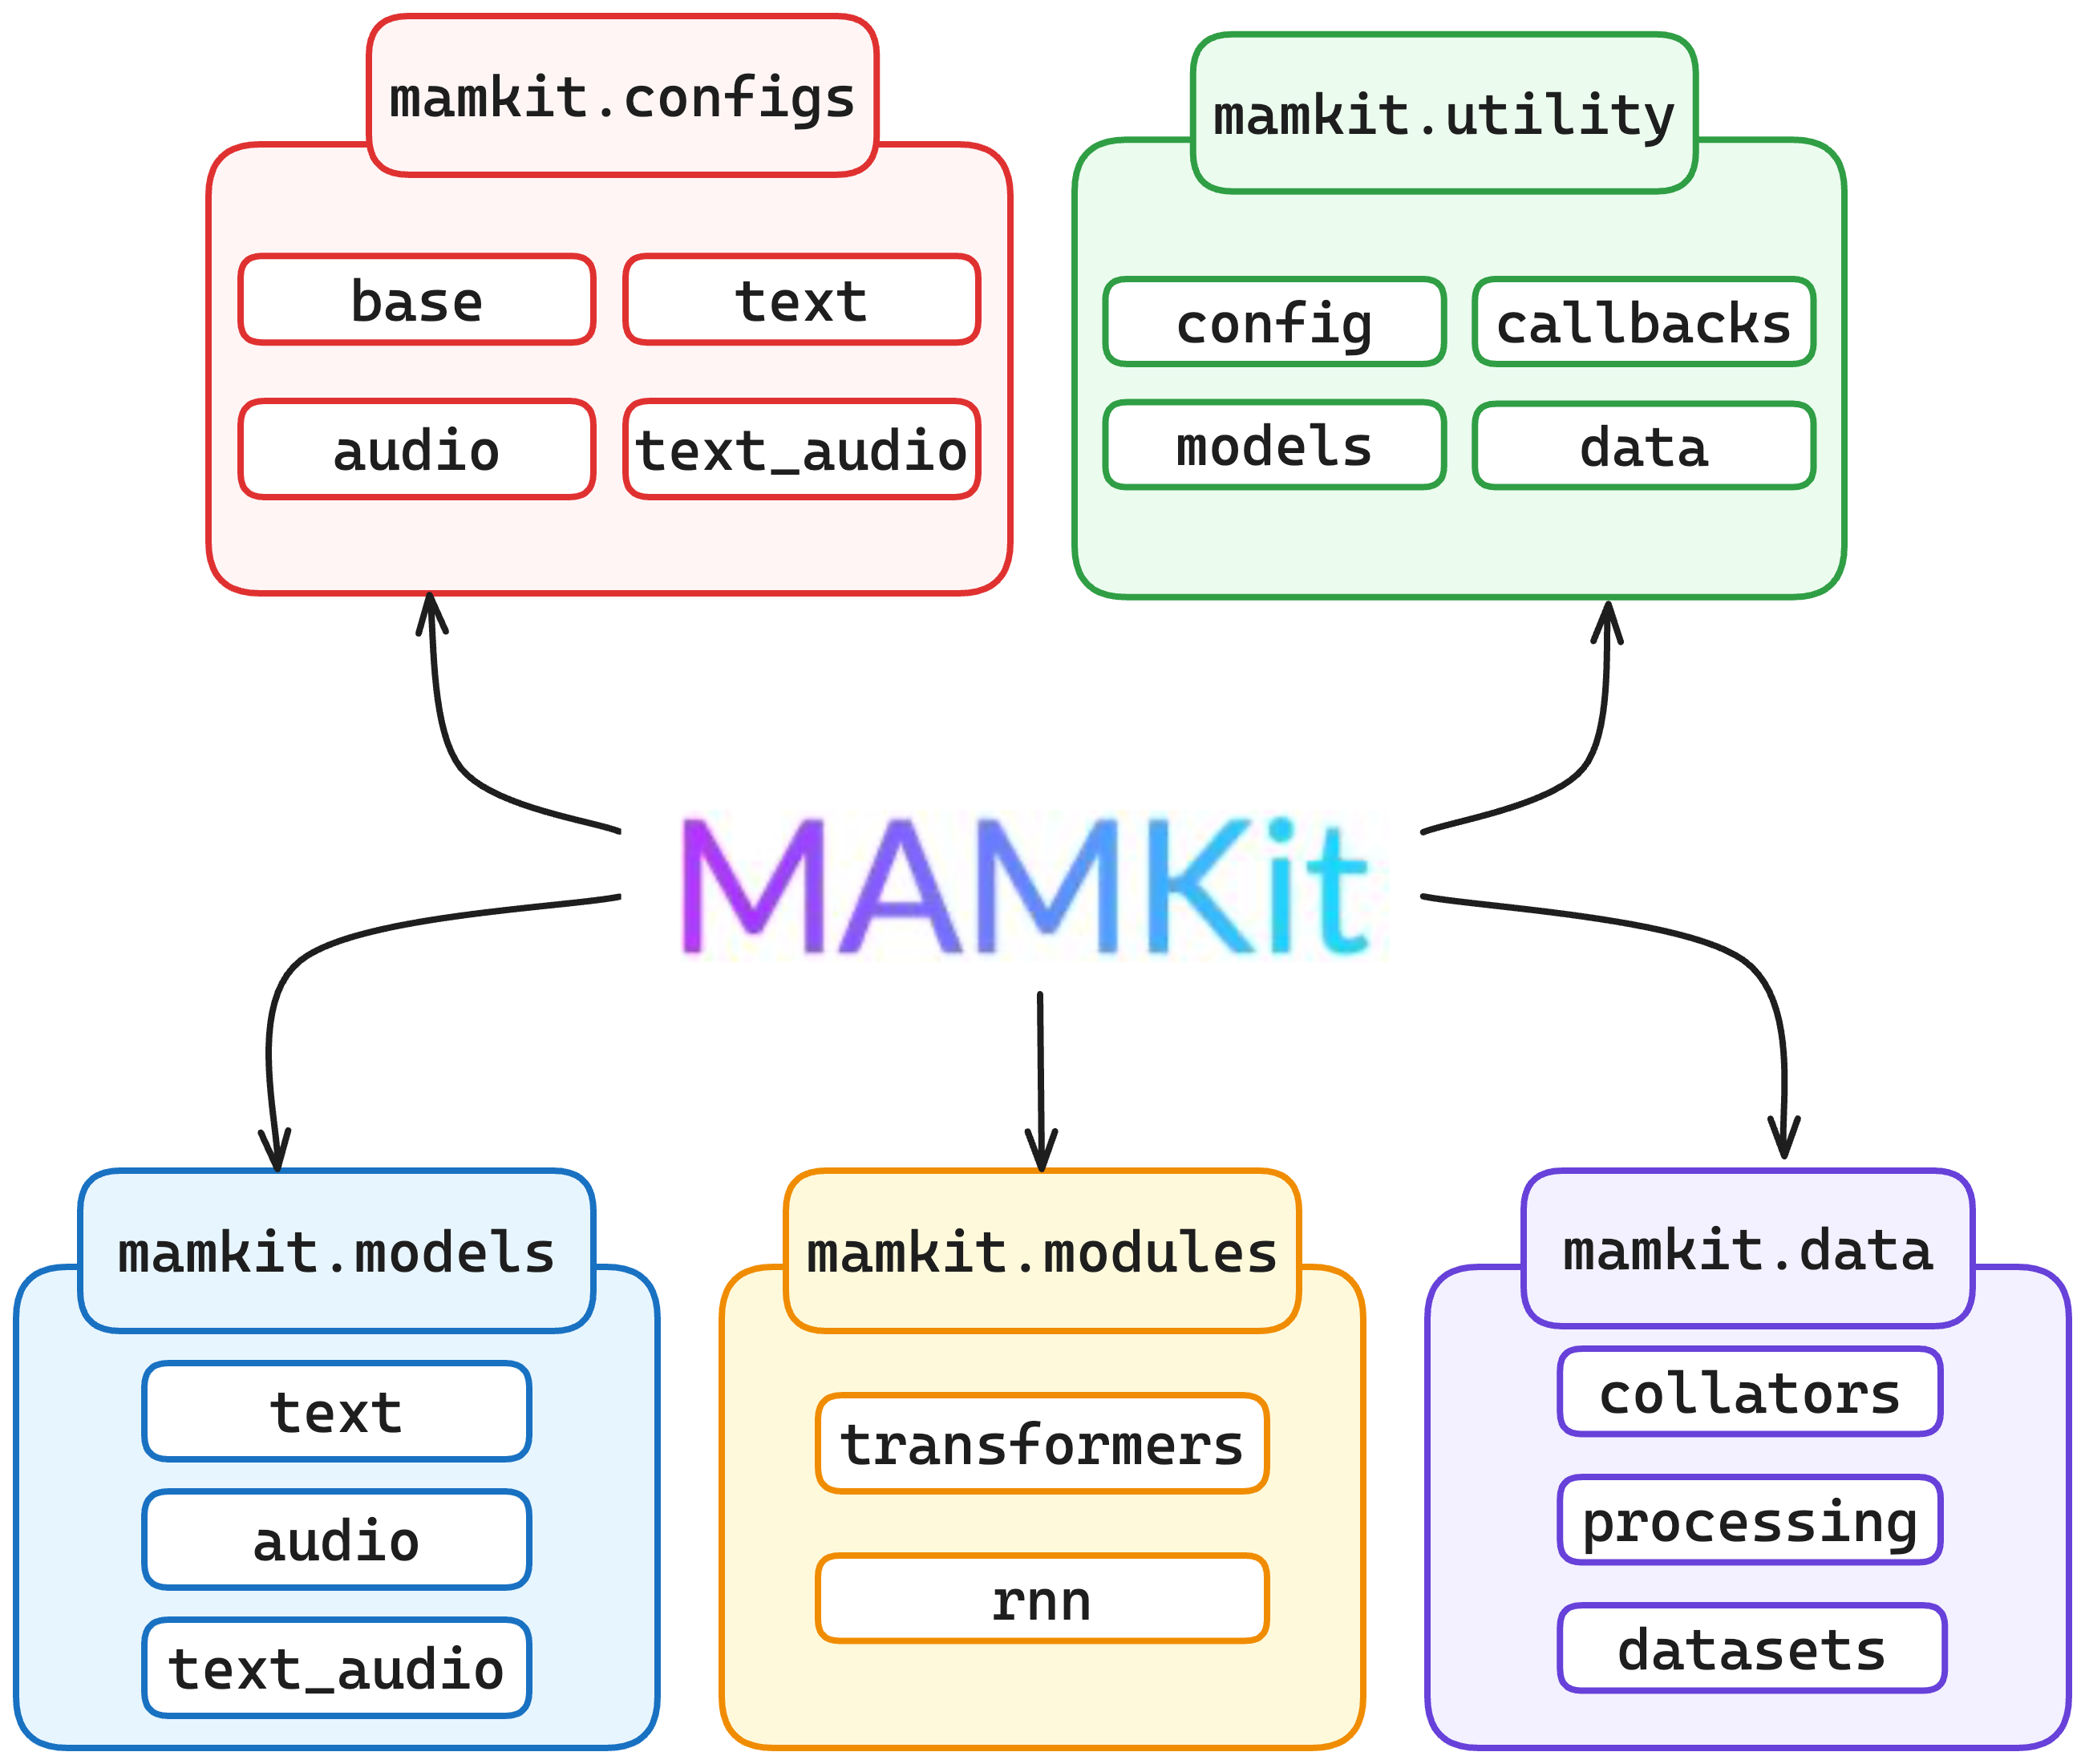 mamkit.configs
base
text
audio
text_audio
mamkit.utility
config
callbacks
models
data
MAMKit
mamkit.models
text
audio
text_audio
mamkit.modules
transformers
rnn
mamkit.data
collators
processing
datasets